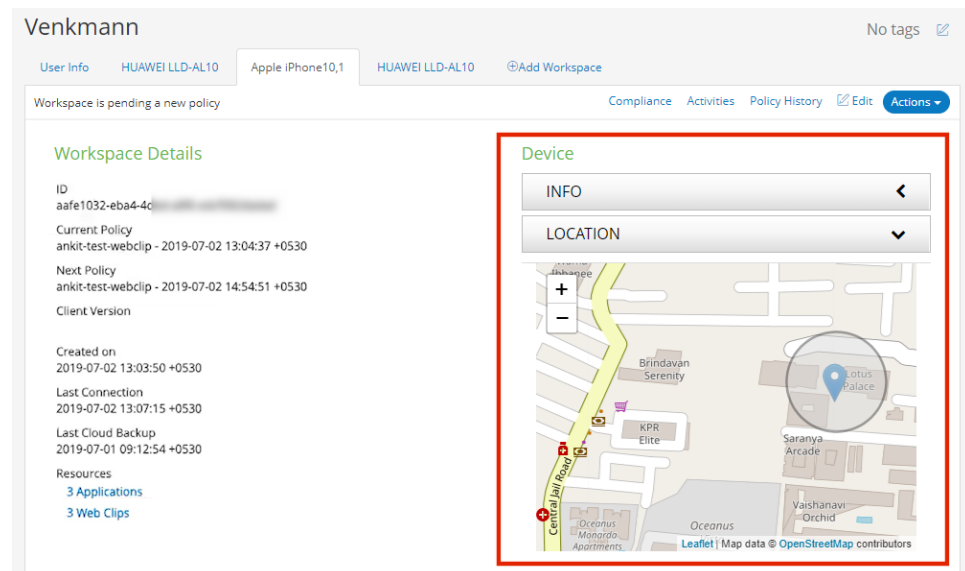 Venkmann
No tags
User Info HUAWEI LLD-AL10 Apple iPhone10,1 HUAWEI LLD-AL10 Add Workspace
Workspace is pending a new policy
Compliance Activities Policy History Edit Actions
Workspace Details
ID
aafe1032-eba4-4c
Current Policy
ankit-test-webclip - 2019-07-02 13:04:37 +0530
Next Policy
ankit-test-webclip - 2019-07-02 14:54:51 +0530
Client Version
Created on
2019-07-02 13:03:50 +0530
Last Connection
2019-07-02 13:07:15 +0530
Last Cloud Backup
2019-07-01 09:12:54 +0530
Resources
3 Applications
3 Web Clips
Device
INFO
LOCATION
Ibbanee
+
−
Brindavan
Serenity
Lotus
Palace
KPR
Elite
Saranya
Arcade
Central Jail Road
Vaishanavi
Orchid
Oceanus
Monarda
Apartments
Oceanus
Leaflet | Map data © OpenStreetMap contributors